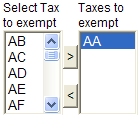 Select Tax
to exempt
Taxes to
exempt
AB
AC
AD
AE
AF
>
<
AA